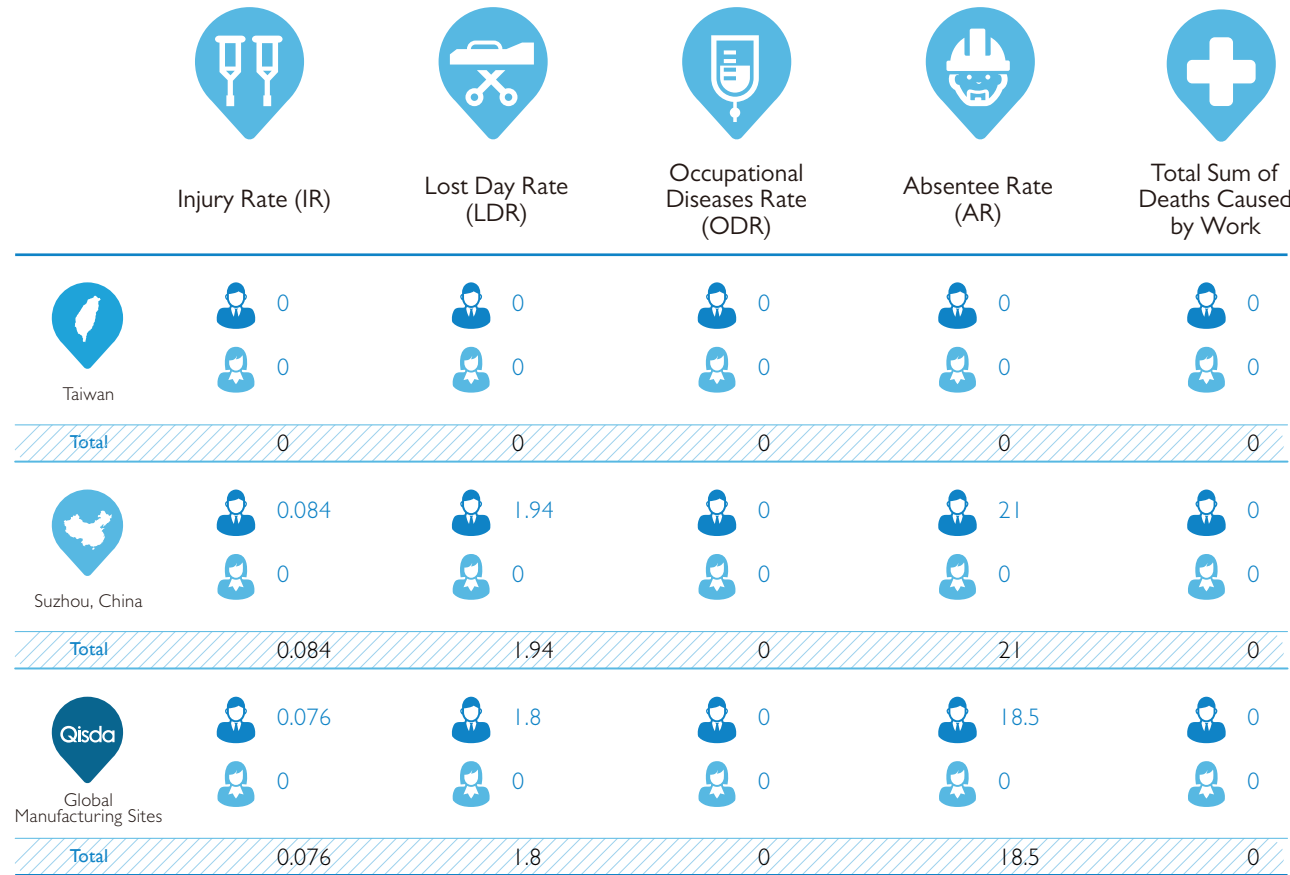 Injury Rate (IR)
Lost Day Rate
(LDR)
Occupational
Diseases Rate
(ODR)
Absentee Rate
(AR)
Total Sum of
Deaths Caused
by Work
0 0 0 0 0
0 0 0 0 0
Taiwan
Total 0 0 0 0 0
0.084 1.94 0 21 0
0 0 0 0 0
Suzhou, China
Total 0.084 1.94 0 21 0
Qisda
0.076 1.8 0 18.5 0
0 0 0 0 0
Global
Manufacturing Sites
Total 0.076 1.8 0 18.5 0